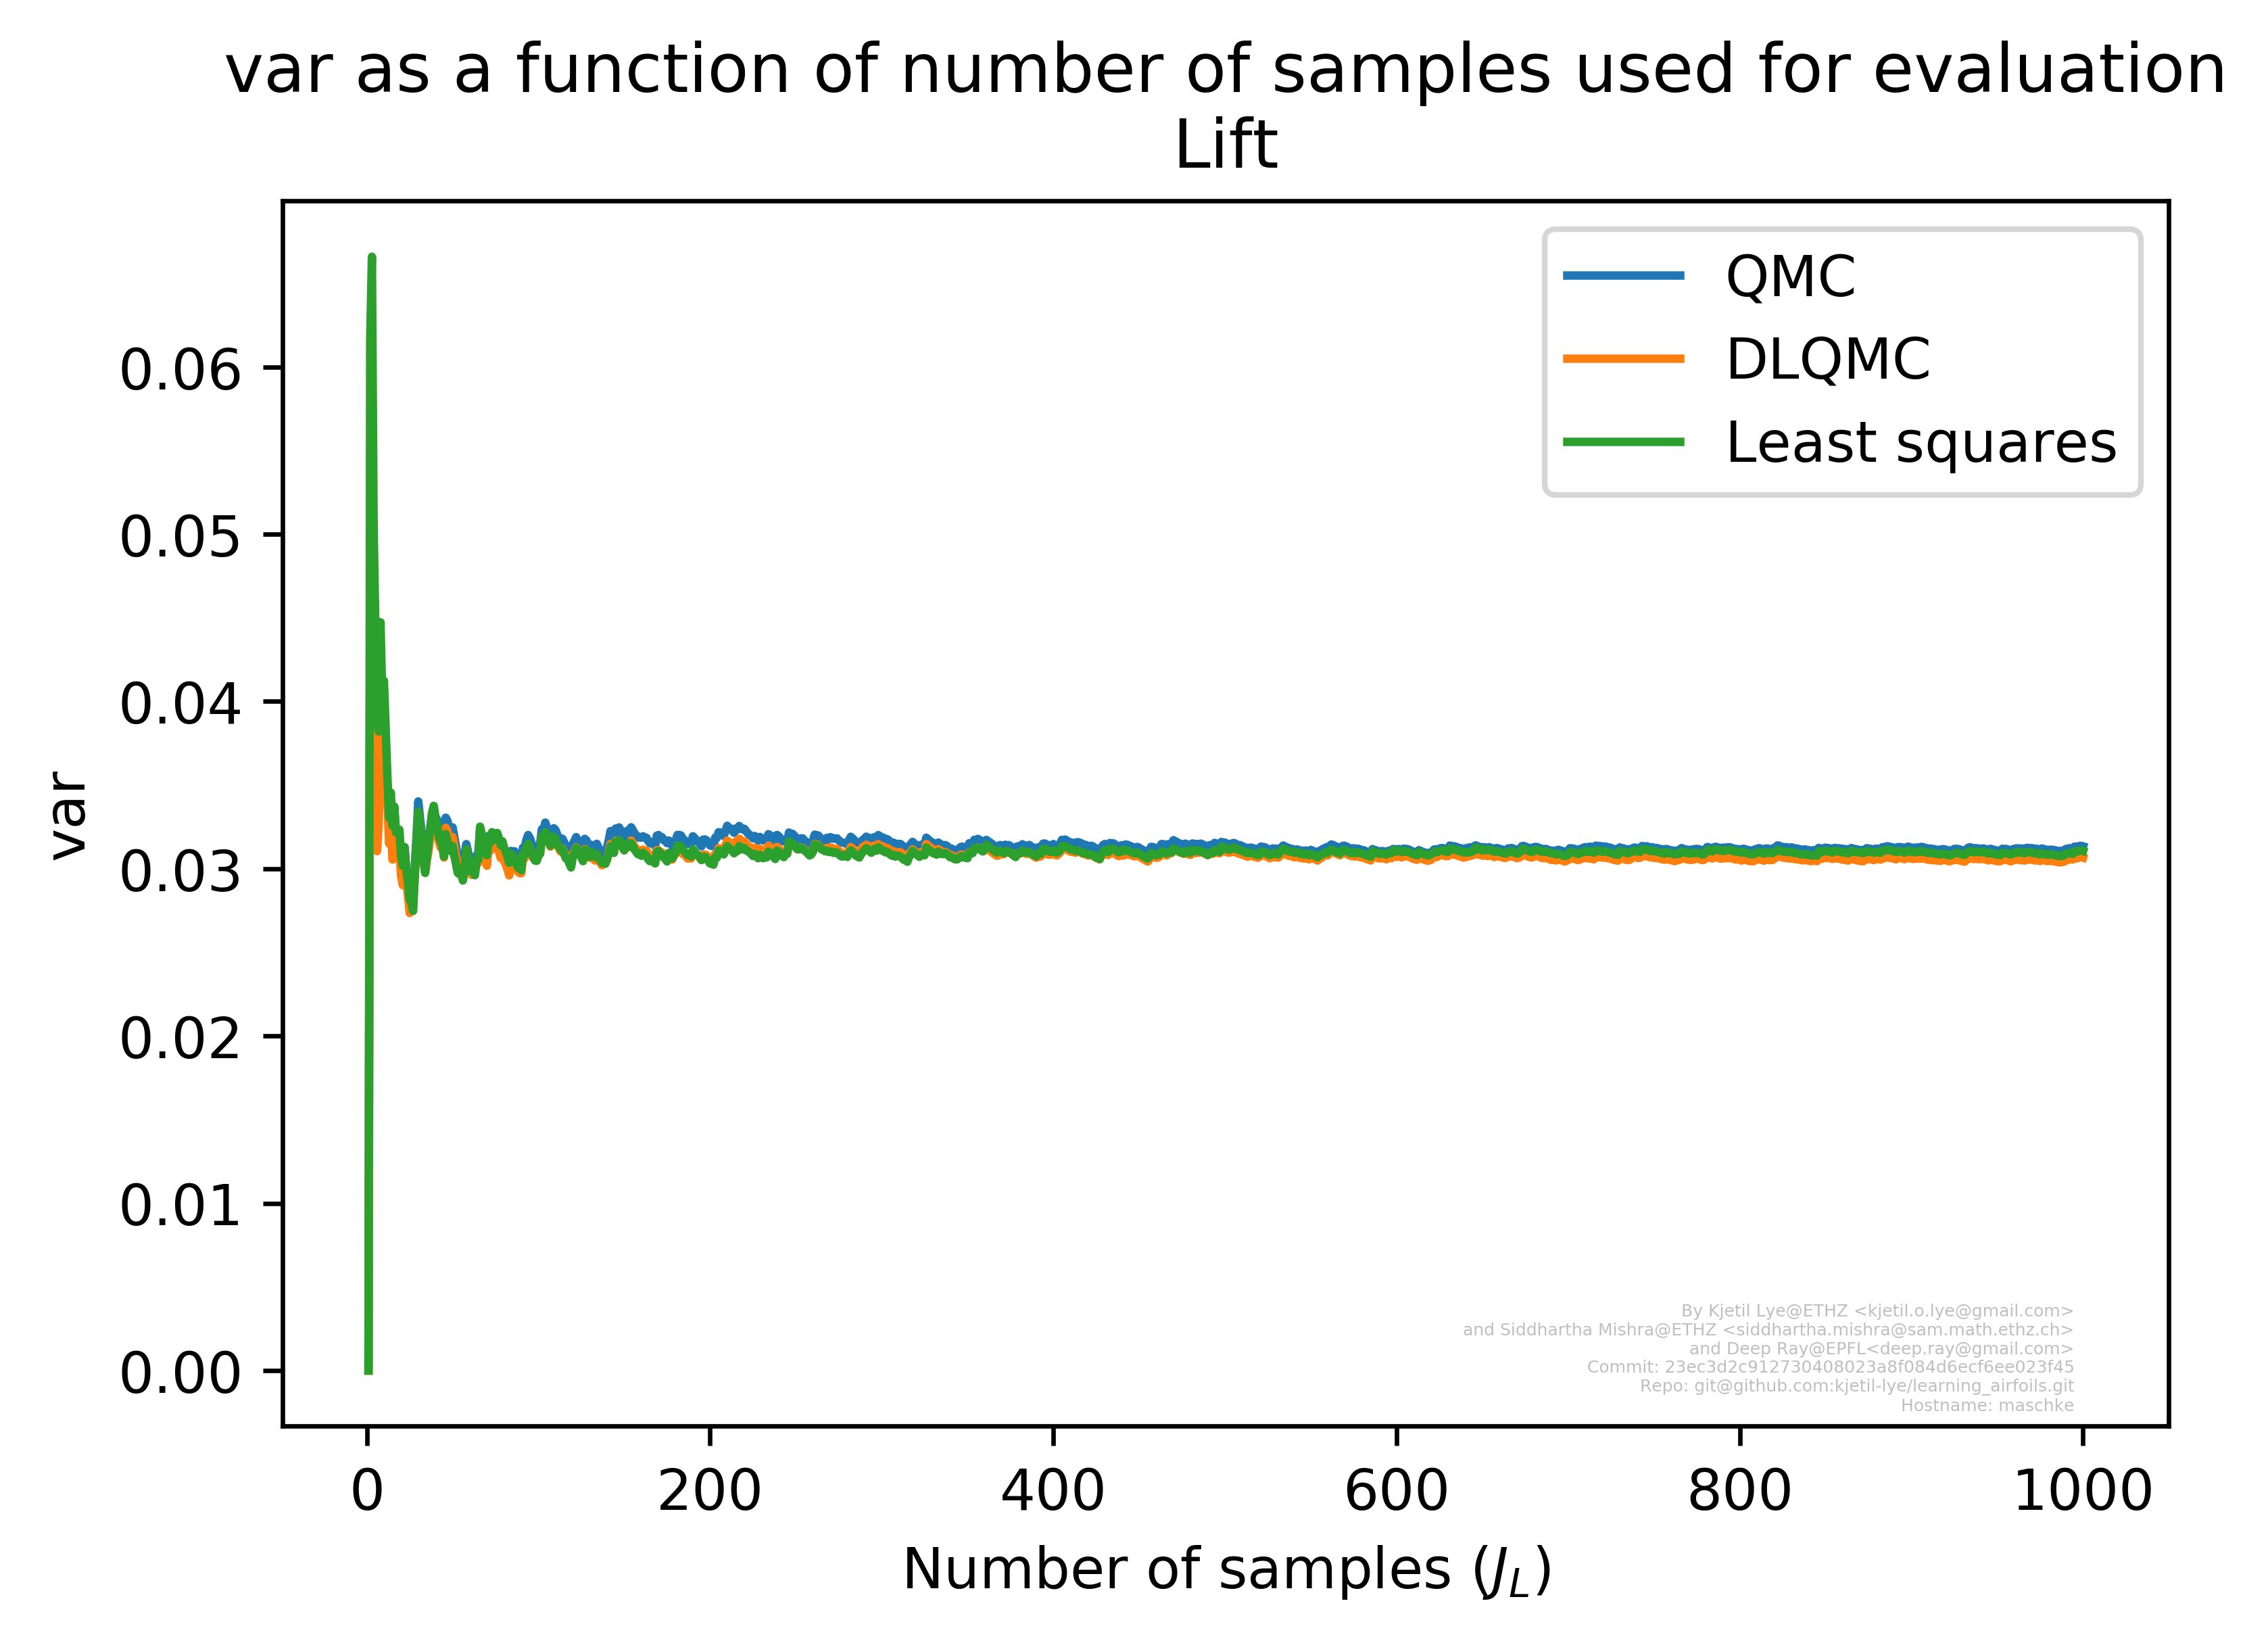 var as a function of number of samples used for evaluation
Lift
QMC
DLQMC
Least squares
0.06
0.05
0.04
0.03
0.02
0.01
0.00
var
By Kjetil Lye@ETHZ <kjetil.o.lye@gmail.com>
and Siddhartha Mishra@ETHZ <siddhartha.mishra@sam.math.ethz.ch>
and Deep Ray@EPFL<deep.ray@gmail.com>
Commit: 23ec3d2c912730408023a8f084d6ecf6ee023f45
Repo: git@github.com:kjetil-lye/learning_airfoils.git
Hostname: maschke
0 200 400 600 800 1000
Number of samples (J_L)